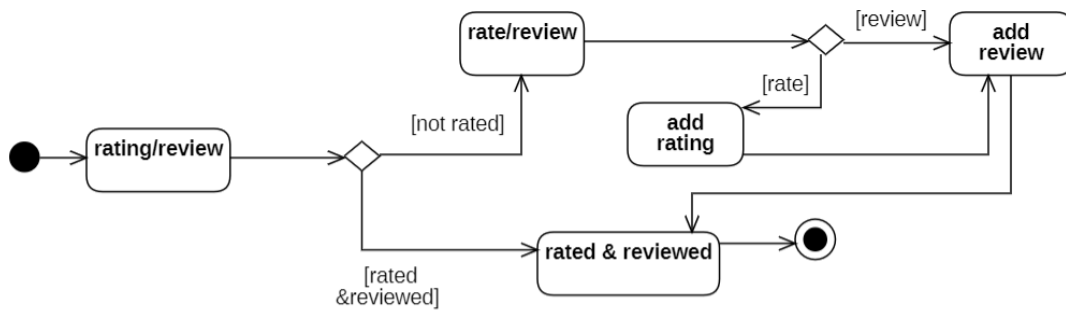 rate/review
[review]
add
review
[rate]
add
rating
[not rated]
rating/review
rated & reviewed
[rated
&reviewed]